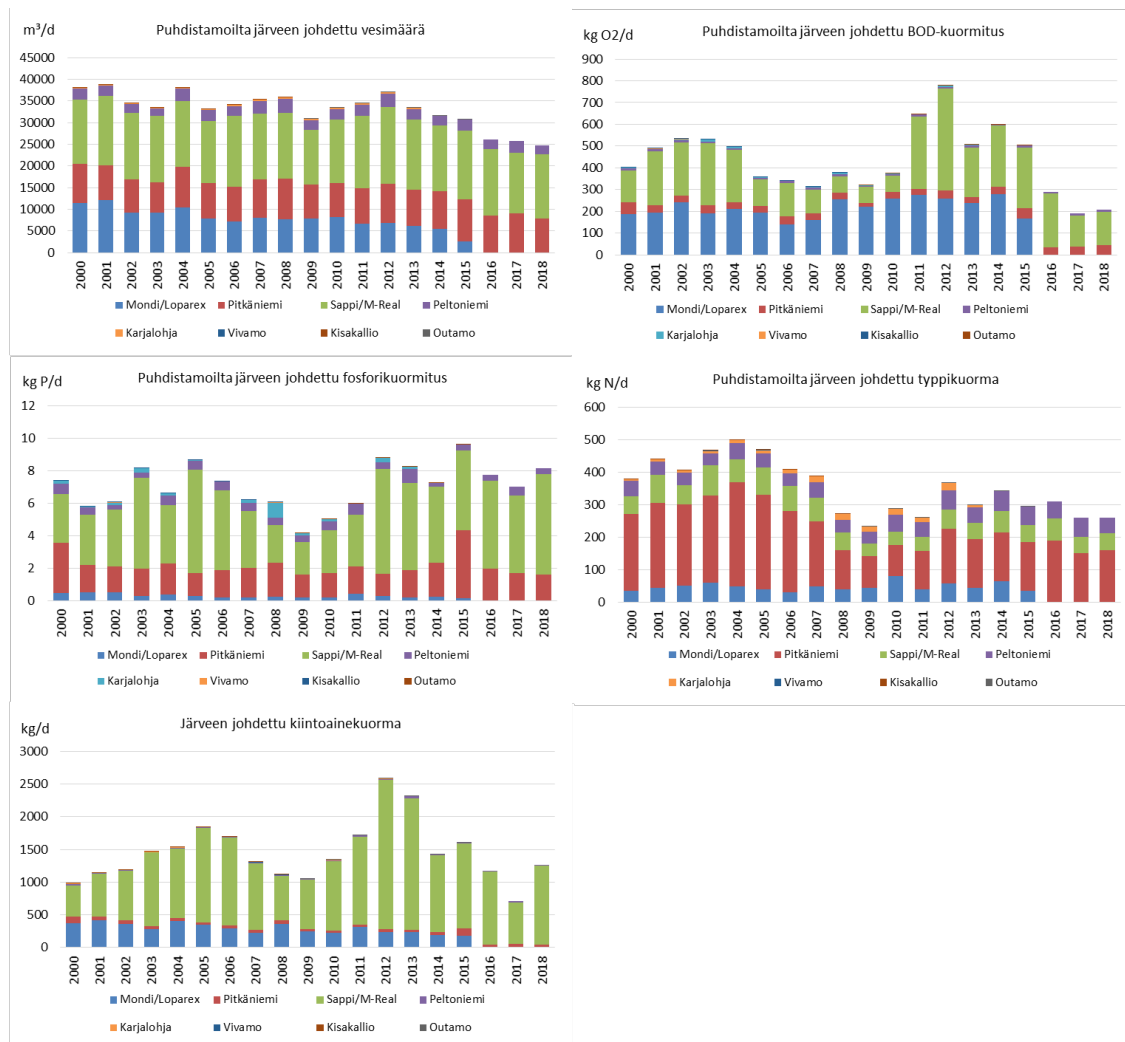 m³/d
Puhdistamoilta järveen johdettu vesimäärä
45000
40000
35000
30000
25000
20000
15000
10000
5000
0
2000 2001 2002 2003 2004 2005 2006 2007 2008 2009 2010 2011 2012 2013 2014 2015 2016 2017 2018
Mondi/Loparex Pitkäniemi Sappi/M-Real Peltoniemi
Karjalohja Vivamo Kisakallio Outamo
kg O2/d
Puhdistamoilta järveen johdettu BOD-kuormitus
900
800
700
600
500
400
300
200
100
0
2000 2001 2002 2003 2004 2005 2006 2007 2008 2009 2010 2011 2012 2013 2014 2015 2016 2017 2018
Mondi/Loparex Pitkäniemi Sappi/M-Real Peltoniemi
Karjalohja Vivamo Kisakallio Outamo
kg P/d
Puhdistamoilta järveen johdettu fosforikuormitus
12
10
8
6
4
2
0
2000 2001 2002 2003 2004 2005 2006 2007 2008 2009 2010 2011 2012 2013 2014 2015 2016 2017 2018
Mondi/Loparex Pitkäniemi Sappi/M-Real Peltoniemi
Karjalohja Vivamo Kisakallio Outamo
kg N/d
Puhdistamoilta järveen johdettu typpikuorma
600
500
400
300
200
100
0
2000 2001 2002 2003 2004 2005 2006 2007 2008 2009 2010 2011 2012 2013 2014 2015 2016 2017 2018
Mondi/Loparex Pitkäniemi Sappi/M-Real Peltoniemi
Karjalohja Vivamo Kisakallio Outamo
kg/d
Järveen johdettu kiintoainekuorma
3000
2500
2000
1500
1000
500
0
2000 2001 2002 2003 2004 2005 2006 2007 2008 2009 2010 2011 2012 2013 2014 2015 2016 2017 2018
Mondi/Loparex Pitkäniemi Sappi/M-Real Peltoniemi
Karjalohja Vivamo Kisakallio Outamo